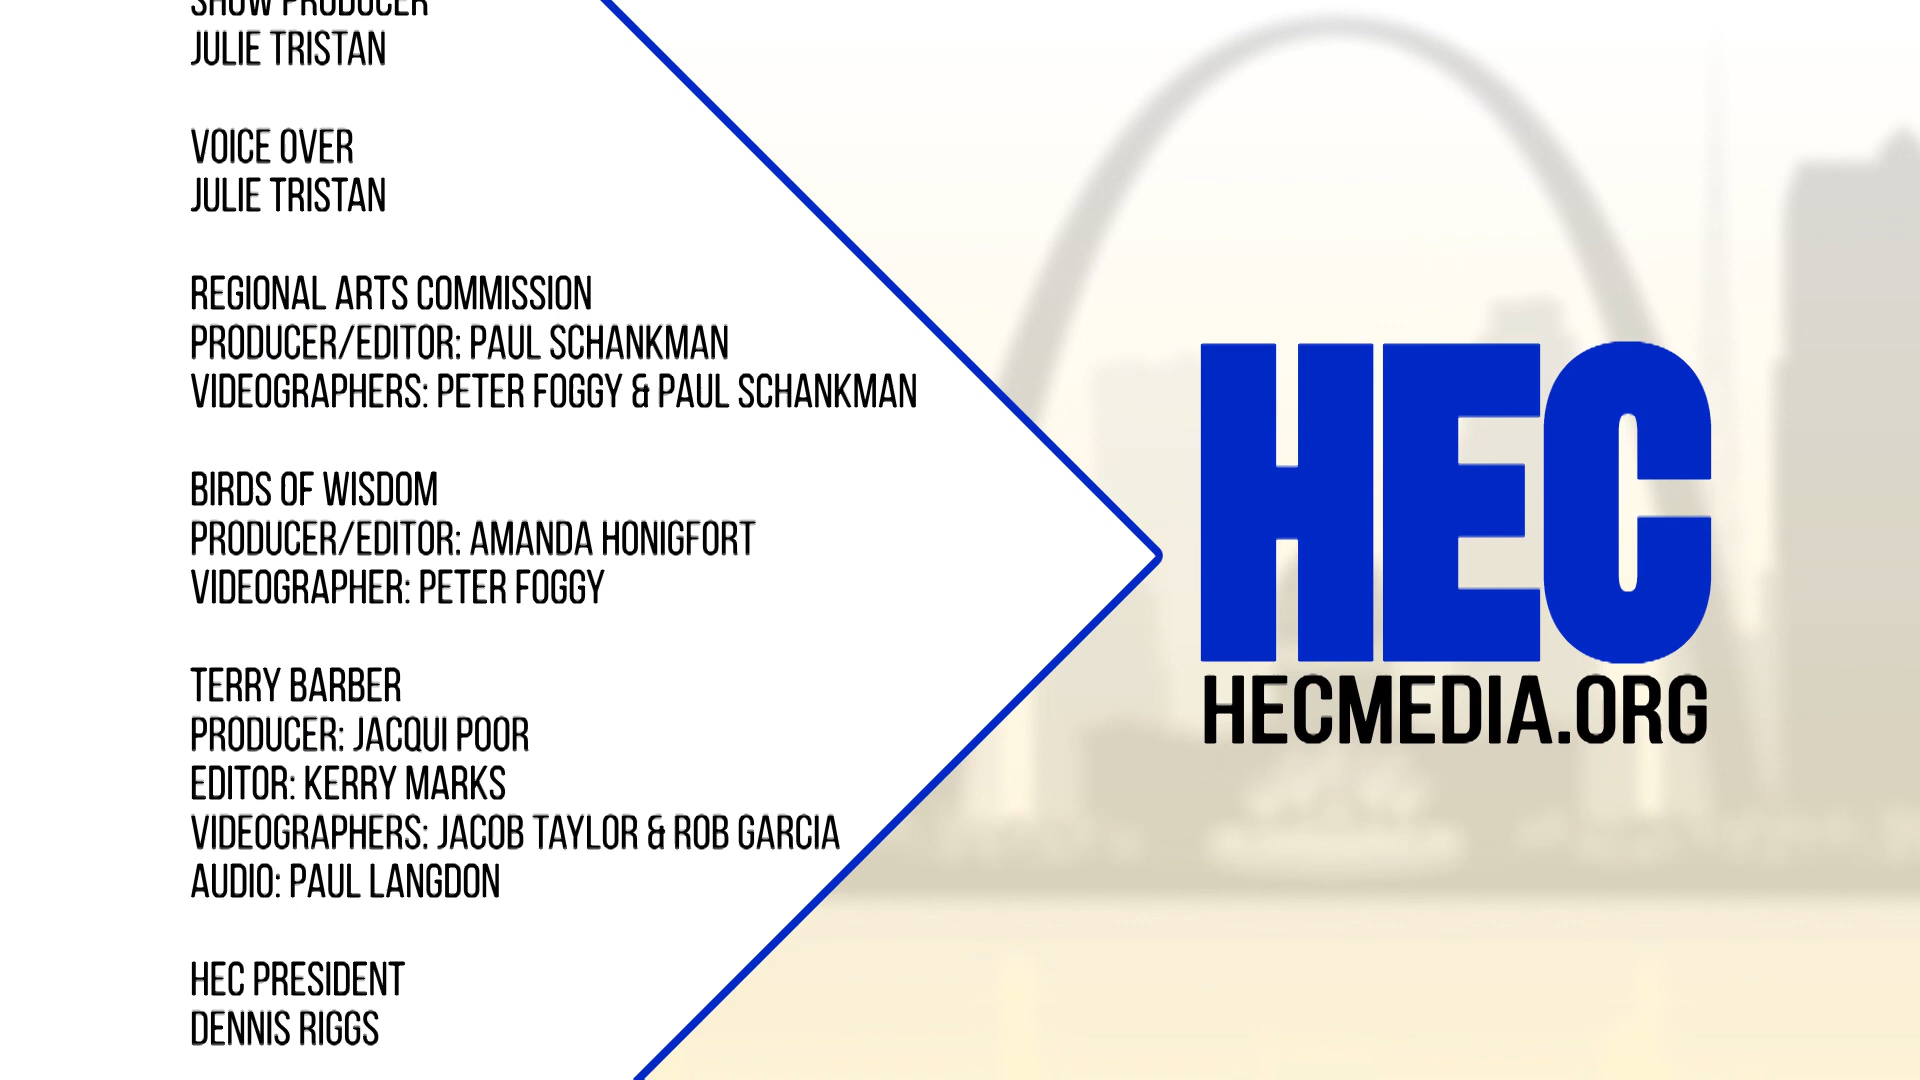 SHOW PRODUCER
JULIE TRISTAN
VOICE OVER
JULIE TRISTAN
REGIONAL ARTS COMMISSION
PRODUCER/EDITOR: PAUL SCHANKMAN
VIDEOGRAPHERS: PETER FOGGY & PAUL SCHANKMAN
BIRDS OF WISDOM
PRODUCER/EDITOR: AMANDA HONIGFORT
VIDEOGRAPHER: PETER FOGGY
TERRY BARBER
PRODUCER: JACQUI POOR
EDITOR: KERRY MARKS
VIDEOGRAPHERS: JACOB TAYLOR & ROB GARCIA
AUDIO: PAUL LANGDON
HEC PRESIDENT
DENNIS RIGGS
HEC
HECMEDIA.ORG